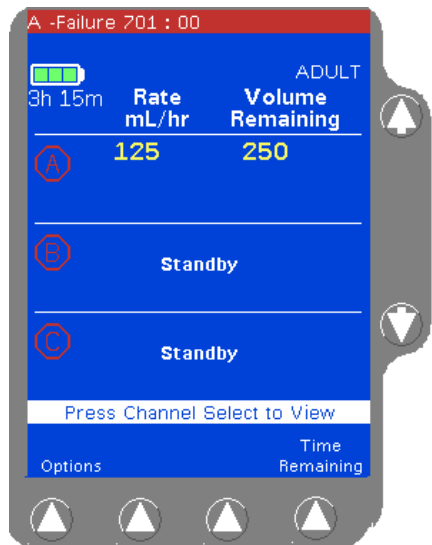 A -Failure 701 : 00
ADULT
3h 15m Rate Volume
mL/hr Remaining
A 125 250
B Standby
C Standby
Press Channel Select to View
Time
Options Remaining